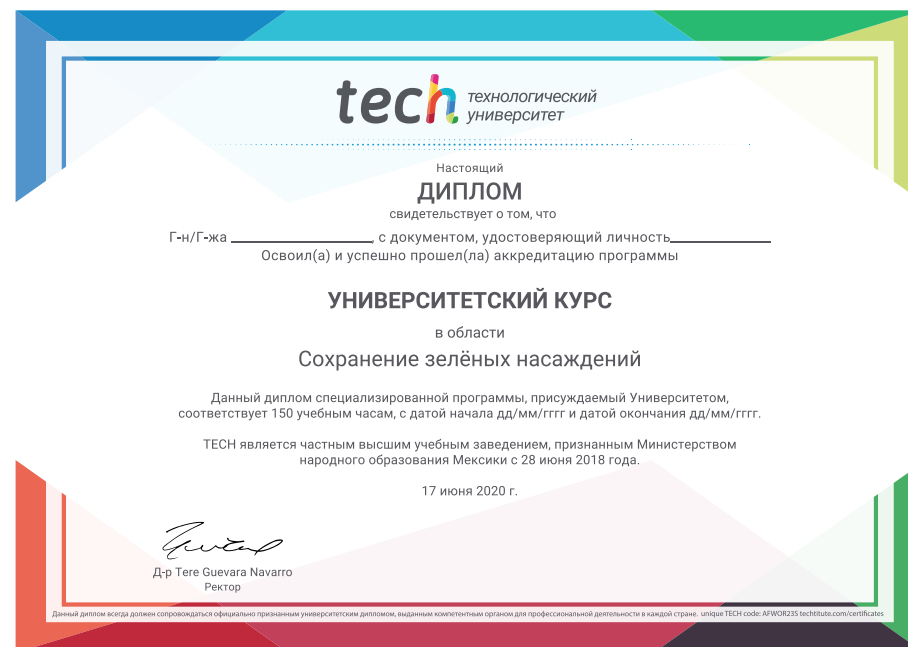 tech технологический
университет
Настоящий
ДИПЛОМ
свидетельствует о том, что
Г-н/Г-жа ____________________, с документом, удостоверяющий личность______________
Освоил(а) и успешно прошел(ла) аккредитацию программы
УНИВЕРСИТЕТСКИЙ КУРС
в области
Сохранение зелёных насаждений
Данный диплом специализированной программы, присуждаемый Университетом,
соответствует 150 учебным часам, с датой начала дд/мм/гггг и датой окончания дд/мм/гггг.
TECH является частным высшим учебным заведением, признанным Министерством
народного образования Мексики с 28 июня 2018 года.
17 июня 2020 г.
Д-р Tere Guevara Navarro
Ректор
Данный диплом всегда должен сопровождаться официально признанным университетским дипломом, выданным компетентным органом для профессиональной деятельности в каждой стране. unique TECH code: AFWOR23S techtitute.com/certificates